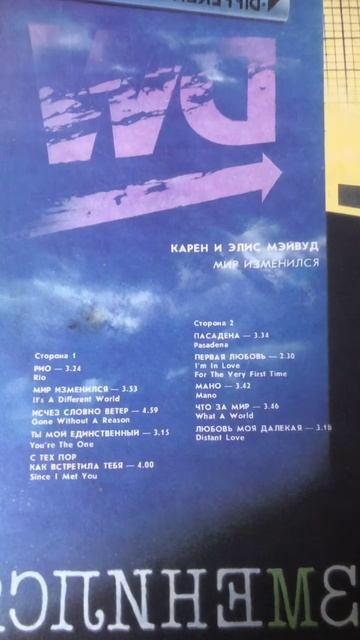 DIFFEREN
КАРЕН И ЭЛИС МЭЙВУД
МИР ИЗМЕНИЛСЯ
Сторона 1
РИО — 3.24
Rio
МИР ИЗМЕНИЛСЯ — 3.53
It's A Different World
ИСЧЕЗ СЛОВНО ВЕТЕР — 4.59
Gone Without A Reason
ТЫ МОЙ ЕДИНСТВЕННЫЙ — 3.15
You're The One
С ТЕХ ПОР
КАК ВСТРЕТИЛА ТЕБЯ — 4.00
Since I Met You
Сторона 2
ПАСАДЕНА — 3.34
Pasadena
ПЕРВАЯ ЛЮБОВЬ — 2.30
I'm In Love
For The Very First Time
МАНО — 3.42
Mano
ЧТО ЗА МИР — 3.46
What A World
ЛЮБОВЬ МОЯ ДАЛЕКАЯ — 3.18
Distant Love
ЗМЕНИЛС